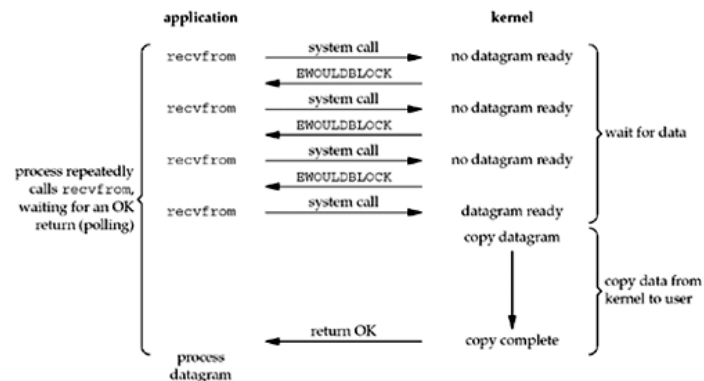 application kernel
recvfrom system call no datagram ready
EWOULDBLOCK
recvfrom system call no datagram ready
EWOULDBLOCK
recvfrom system call no datagram ready
EWOULDBLOCK
recvfrom system call datagram ready
process repeatedly
calls recvfrom,
waiting for an OK
return (polling)
wait for data
copy datagram
copy data from
kernel to user
return OK copy complete
process
datagram